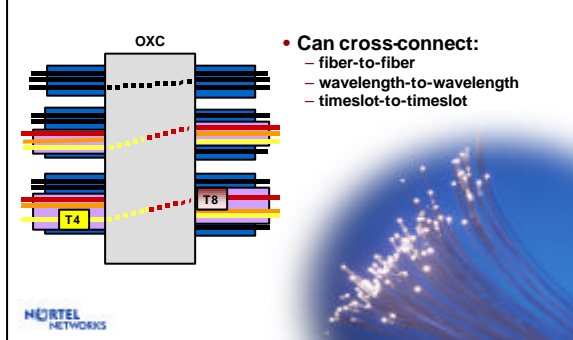 OXC
• Can cross-connect:
– fiber-to-fiber
– wavelength-to-wavelength
– timeslot-to-timeslot
T8
T4
NORTEL
NETWORKS